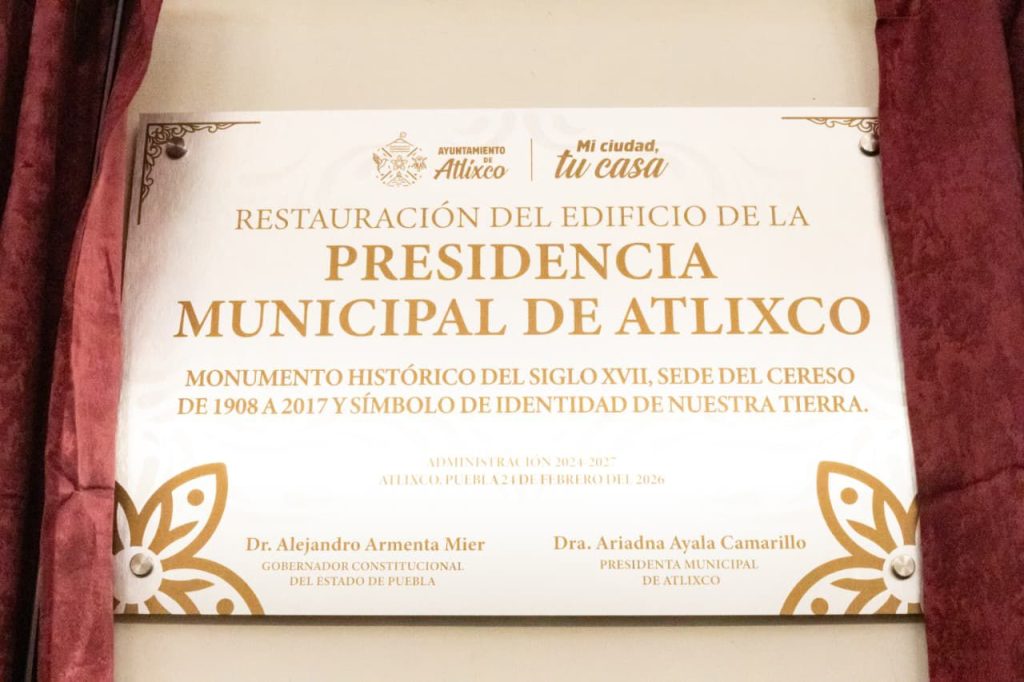 AYUNTAMIENTO
DE
Atlixco
Mi ciudad,
tu casa
RESTAURACIÓN DEL EDIFICIO DE LA
PRESIDENCIA
MUNICIPAL DE ATLIXCO
MONUMENTO HISTÓRICO DEL SIGLO XVII, SEDE DEL CERESO
DE 1908 A 2017 Y SÍMBOLO DE IDENTIDAD DE NUESTRA TIERRA.
ADMINISTRACIÓN 2024-2027
ATLIXCO, PUEBLA 24 DE FEBRERO DEL 2026
Dr. Alejandro Armenta Mier
GOBERNADOR CONSTITUCIONAL
DEL ESTADO DE PUEBLA
Dra. Ariadna Ayala Camarillo
PRESIDENTA MUNICIPAL
DE ATLIXCO